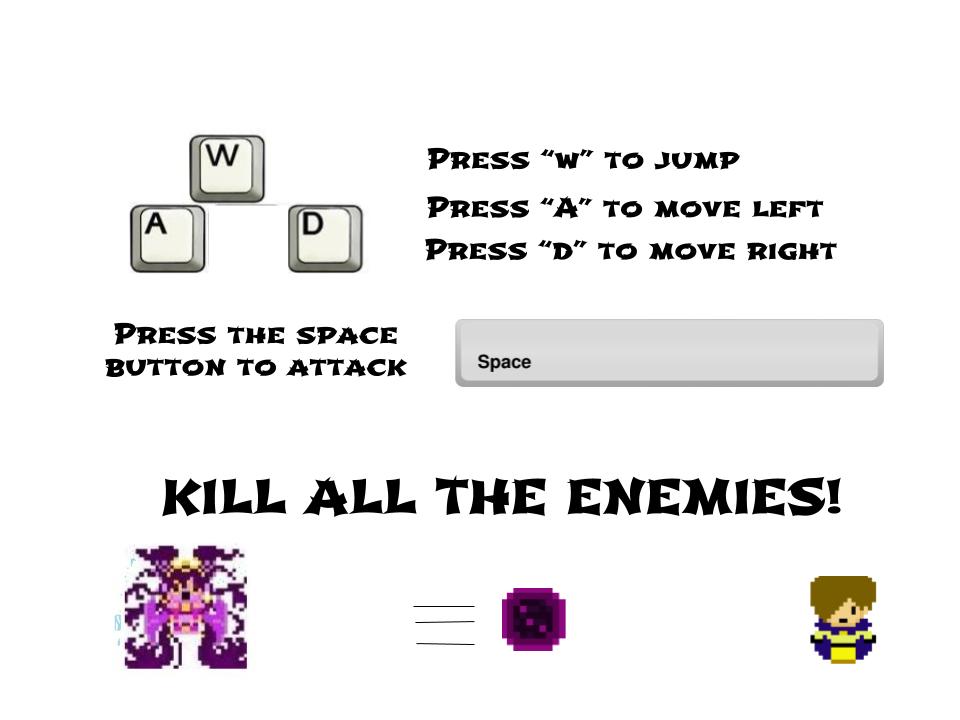 W
A
D
Press “w” to jump
Press “A” to move left
Press “D” to move right
Press the space
button to attack
Space
KILL ALL THE ENEMIES!